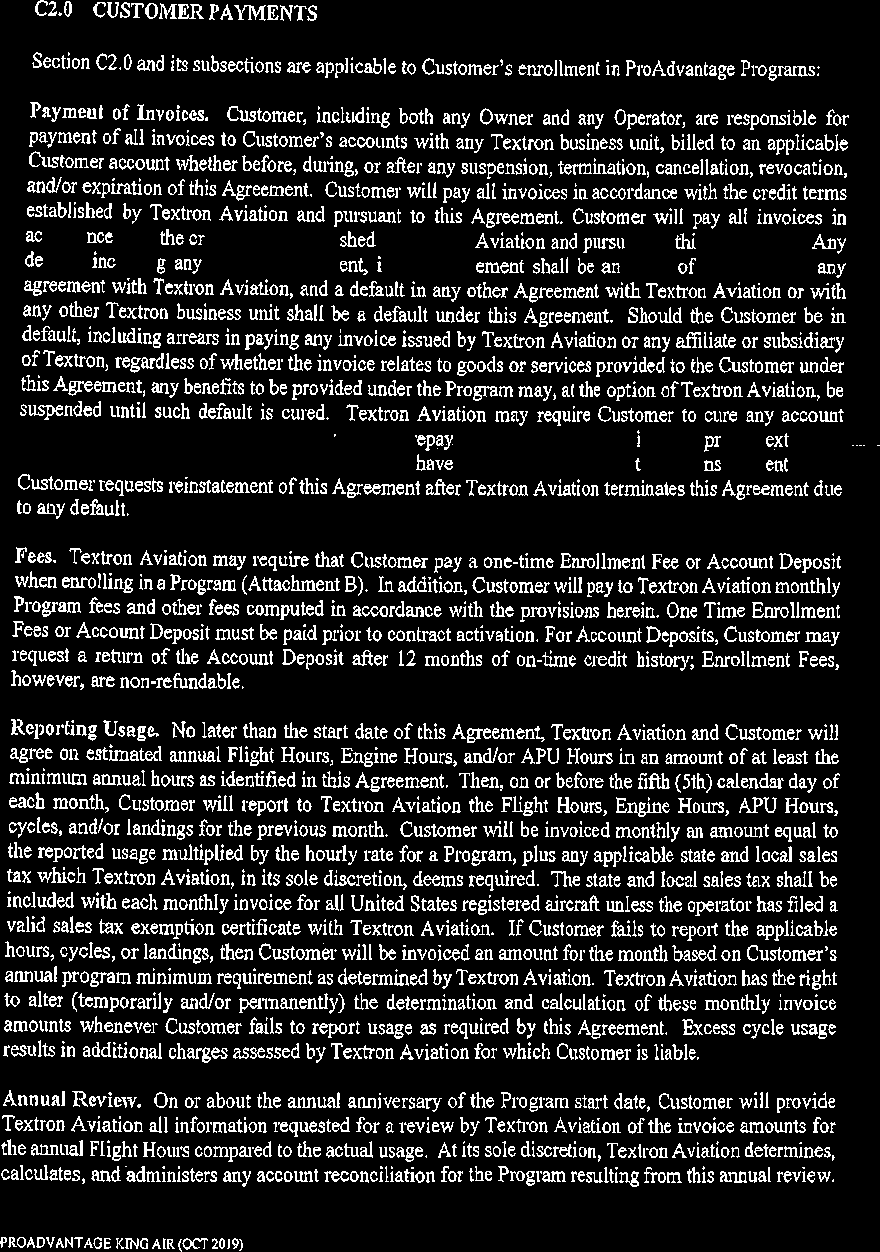 C2.0 CUSTOMER PAYMENTS
Section C2.0 and its subsections are applicable to Customer's enrollment in ProAdvantage Programs:
Payment of Invoices. Customer, including both any Owner and any Operator, are responsible for
payment of all invoices to Customer's accounts with any Textron business unit, billed to an applicable
Customer account whether before, during, or after any suspension, termination, cancellation, revocation,
and/or expiration of this Agreement. Customer will pay all invoices in accordance with the credit terms
established by Textron Aviation and pursuant to this Agreement. Customer will pay all invoices in
ac nce the cr shed Aviation and pursu thi Any
de inc g any ent, i ement shall be an of any
agreement with Textron Aviation, and a default in any other Agreement with Textron Aviation or with
any other Textron business unit shall be a default under this Agreement. Should the Customer be in
default, including arrears in paying any invoice issued by Textron Aviation or any affiliate or subsidiary
of Textron, regardless of whether the invoice relates to goods or services provided to the Customer under
this Agreement, any benefits to be provided under the Program may, at the option of Textron Aviation, be
suspended until such default is cured. Textron Aviation may require Customer to cure any account
epay i pr ext
have t ns ent
Customer requests reinstatement of this Agreement after Textron Aviation terminates this Agreement due
to any default.
Fees. Textron Aviation may require that Customer pay a one-time Enrollment Fee or Account Deposit
when enrolling in a Program (Attachment B). In addition, Customer will pay to Textron Aviation monthly
Program fees and other fees computed in accordance with the provisions herein. One Time Enrollment
Fees or Account Deposit must be paid prior to contract activation. For Account Deposits, Customer may
request a return of the Account Deposit after 12 months of on-time credit history; Enrollment Fees,
however, are non-refundable.
Reporting Usage. No later than the start date of this Agreement, Textron Aviation and Customer will
agree on estimated annual Flight Hours, Engine Hours, and/or APU Hours in an amount of at least the
minimum annual hours as identified in this Agreement. Then, on or before the fifth (5th) calendar day of
each month, Customer will report to Textron Aviation the Flight Hours, Engine Hours, APU Hours,
cycles, and/or landings for the previous month. Customer will be invoiced monthly an amount equal to
the reported usage multiplied by the hourly rate for a Program, plus any applicable state and local sales
tax which Textron Aviation, in its sole discretion, deems required. The state and local sales tax shall be
included with each monthly invoice for all United States registered aircraft unless the operator has filed a
valid sales tax exemption certificate with Textron Aviation. If Customer fails to report the applicable
hours, cycles, or landings, then Customer will be invoiced an amount for the month based on Customer's
annual program minimum requirement as determined by Textron Aviation. Textron Aviation has the right
to alter (temporarily and/or permanently) the determination and calculation of these monthly invoice
amounts whenever Customer fails to report usage as required by this Agreement. Excess cycle usage
results in additional charges assessed by Textron Aviation for which Customer is liable.
Annual Review. On or about the annual anniversary of the Program start date, Customer will provide
Textron Aviation all information requested for a review by Textron Aviation of the invoice amounts for
the annual Flight Hours compared to the actual usage. At its sole discretion, Textron Aviation determines,
calculates, and administers any account reconciliation for the Program resulting from this annual review.
PROADVANTAGE KING AIR (OCT 2019)